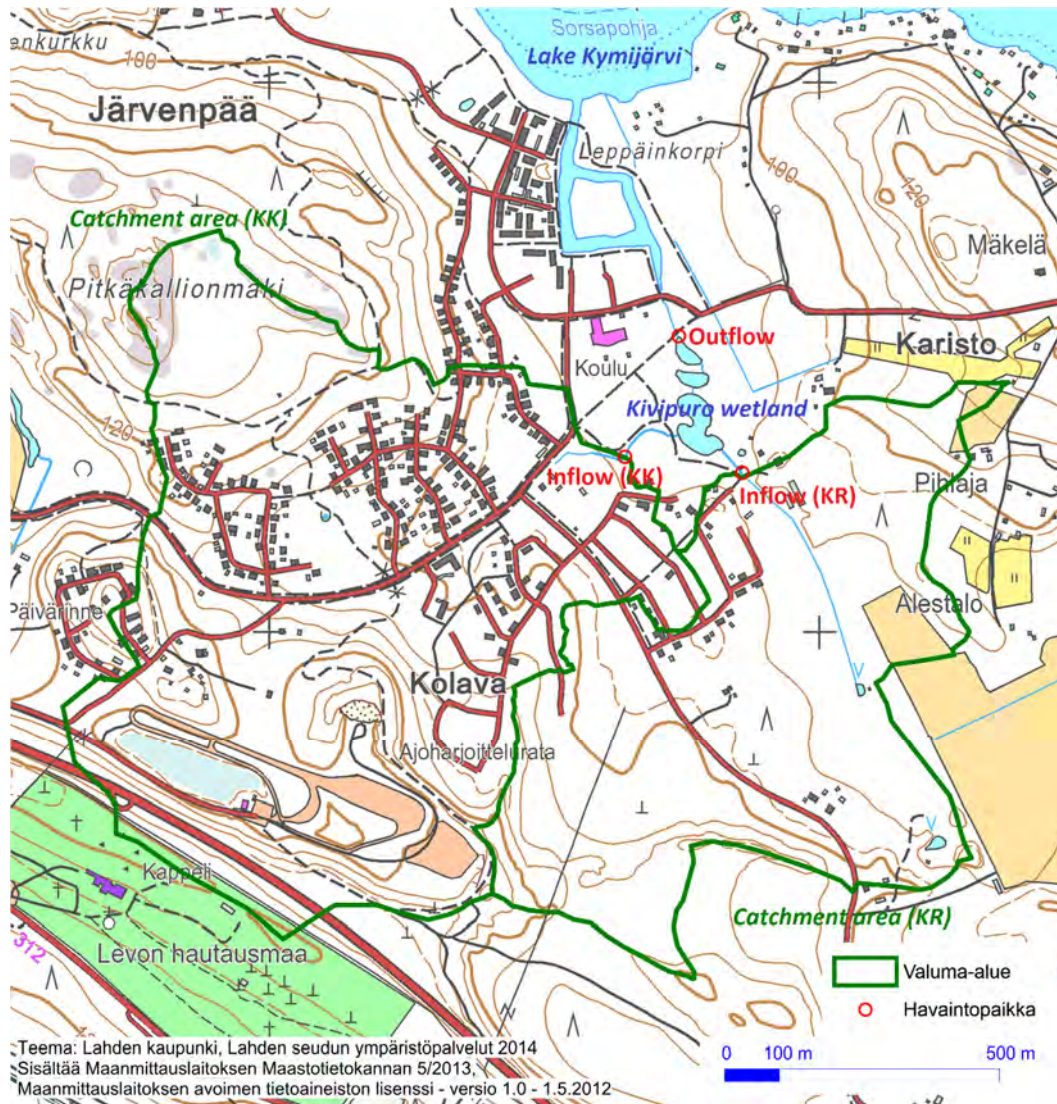 Sorsapohja
enkurkku
Lake Kymijärvi
100
Järvenpää
Leppäinkorpi
100
120
Catchment area (KK)
Mäkelä
Pitkäkallionmäki
Outflow
Karisto
Koulu
Kivipuro wetland
120
Inflow (KK)
Inflow (KR)
Pihlaja
Päivärinne
Alestalo
V
Kolava
Ajoharjoittelurata
V
Kappeli
Catchment area (KR)
312
Levon hautausmaa
Valuma-alue
Havaintopaikka
Teema: Lahden kaupunki, Lahden seudun ympäristöpalvelut 2014
Sisältää Maanmittauslaitoksen Maastotietokannan 5/2013,
Maanmittauslaitoksen avoimen tietoaineiston lisenssi - versio 1.0 - 1.5.2012
0 100 m 500 m